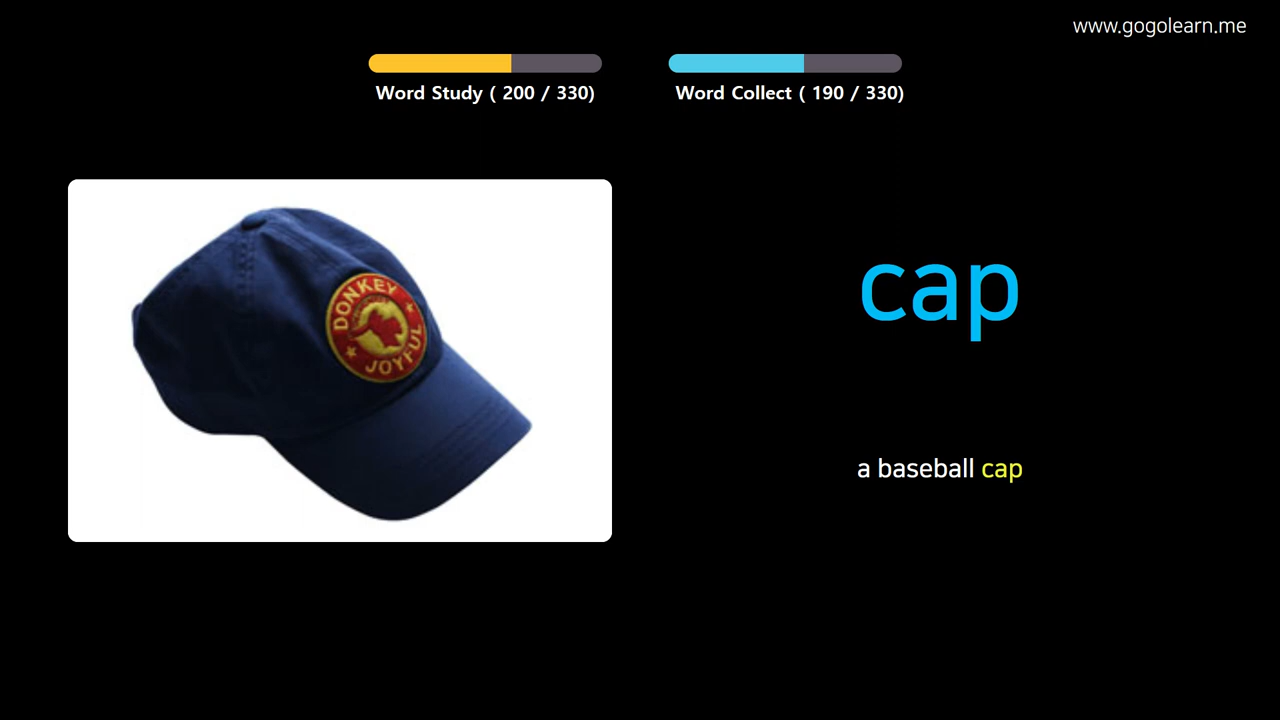 www.gogolearn.me
Word Study ( 200 / 330)
Word Collect ( 190 / 330)
DONKEY
JOYFUL
cap
a baseball cap